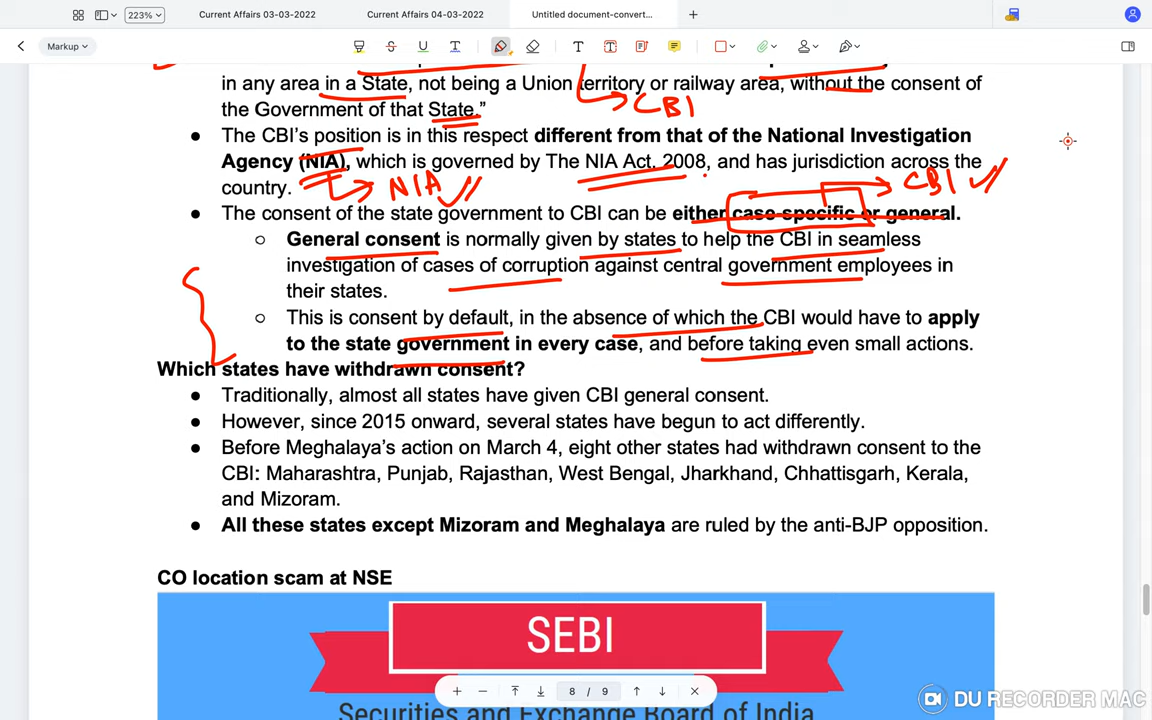 223%
Current Affairs 03-03-2022
Current Affairs 04-03-2022
Untitled document-convert...
Markup
in any area in a State, not being a Union territory or railway area, without the consent of
the Government of that State.”
CBI
● The CBI’s position is in this respect different from that of the National Investigation
Agency (NIA), which is governed by The NIA Act, 2008, and has jurisdiction across the
country.
NIA
CBI
● The consent of the state government to CBI can be either case-specific or general.
○ General consent is normally given by states to help the CBI in seamless
investigation of cases of corruption against central government employees in
their states.
○ This is consent by default, in the absence of which the CBI would have to apply
to the state government in every case, and before taking even small actions.
Which states have withdrawn consent?
● Traditionally, almost all states have given CBI general consent.
● However, since 2015 onward, several states have begun to act differently.
● Before Meghalaya’s action on March 4, eight other states had withdrawn consent to the
CBI: Maharashtra, Punjab, Rajasthan, West Bengal, Jharkhand, Chhattisgarh, Kerala,
and Mizoram.
● All these states except Mizoram and Meghalaya are ruled by the anti-BJP opposition.
CO location scam at NSE
SEBI
8 / 9
Securities and Exchange Board of India
DU RECORDER MAC